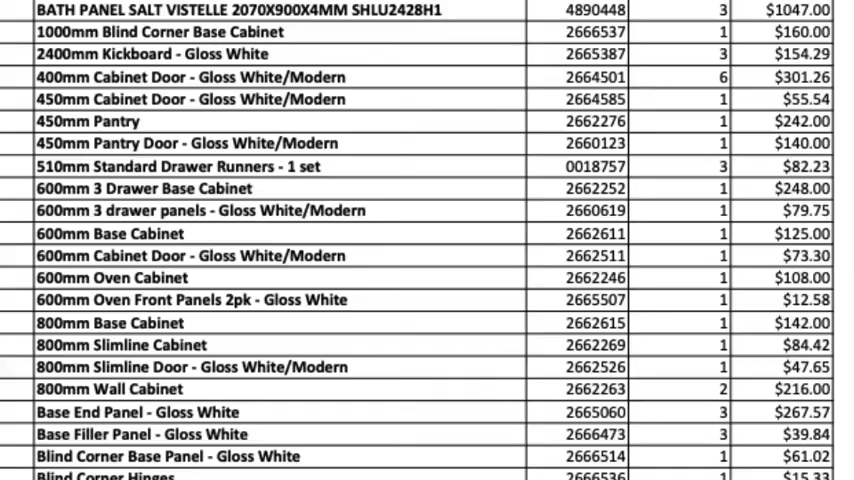 BATH PANEL SALT VISTELLE 2070X900X4MM SHLU2428H1 4890448 3 $1047.00
1000mm Blind Corner Base Cabinet 2666537 1 $160.00
2400mm Kickboard - Gloss White 2665387 3 $154.29
400mm Cabinet Door - Gloss White/Modern 2664501 6 $301.26
450mm Cabinet Door - Gloss White/Modern 2664585 1 $55.54
450mm Pantry 2662276 1 $242.00
450mm Pantry Door - Gloss White/Modern 2660123 1 $140.00
510mm Standard Drawer Runners - 1 set 0018757 3 $82.23
600mm 3 Drawer Base Cabinet 2662252 1 $248.00
600mm 3 drawer panels - Gloss White/Modern 2660619 1 $79.75
600mm Base Cabinet 2662611 1 $125.00
600mm Cabinet Door - Gloss White/Modern 2662511 1 $73.30
600mm Oven Cabinet 2662246 1 $108.00
600mm Oven Front Panels 2pk - Gloss White 2665507 1 $12.58
800mm Base Cabinet 2662615 1 $142.00
800mm Slimline Cabinet 2662269 1 $84.42
800mm Slimline Door - Gloss White/Modern 2662526 1 $47.65
800mm Wall Cabinet 2662263 2 $216.00
Base End Panel - Gloss White 2665060 3 $267.57
Base Filler Panel - Gloss White 2666473 3 $39.84
Blind Corner Base Panel - Gloss White 2666514 1 $61.02
Blind Corner Hinges 2666536 1 $15.33